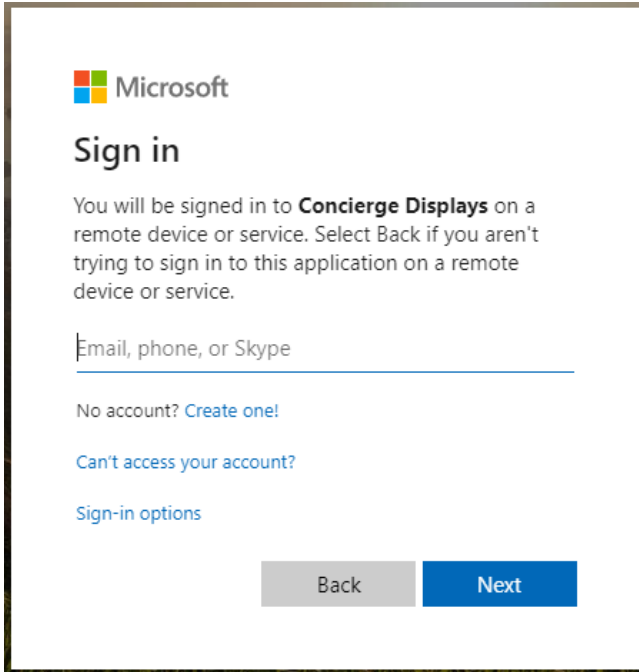 Microsoft
Sign in
You will be signed in to Concierge Displays on a
remote device or service. Select Back if you aren't
trying to sign in to this application on a remote
device or service.
Email, phone, or Skype
No account? Create one!
Can't access your account?
Sign-in options
Back Next